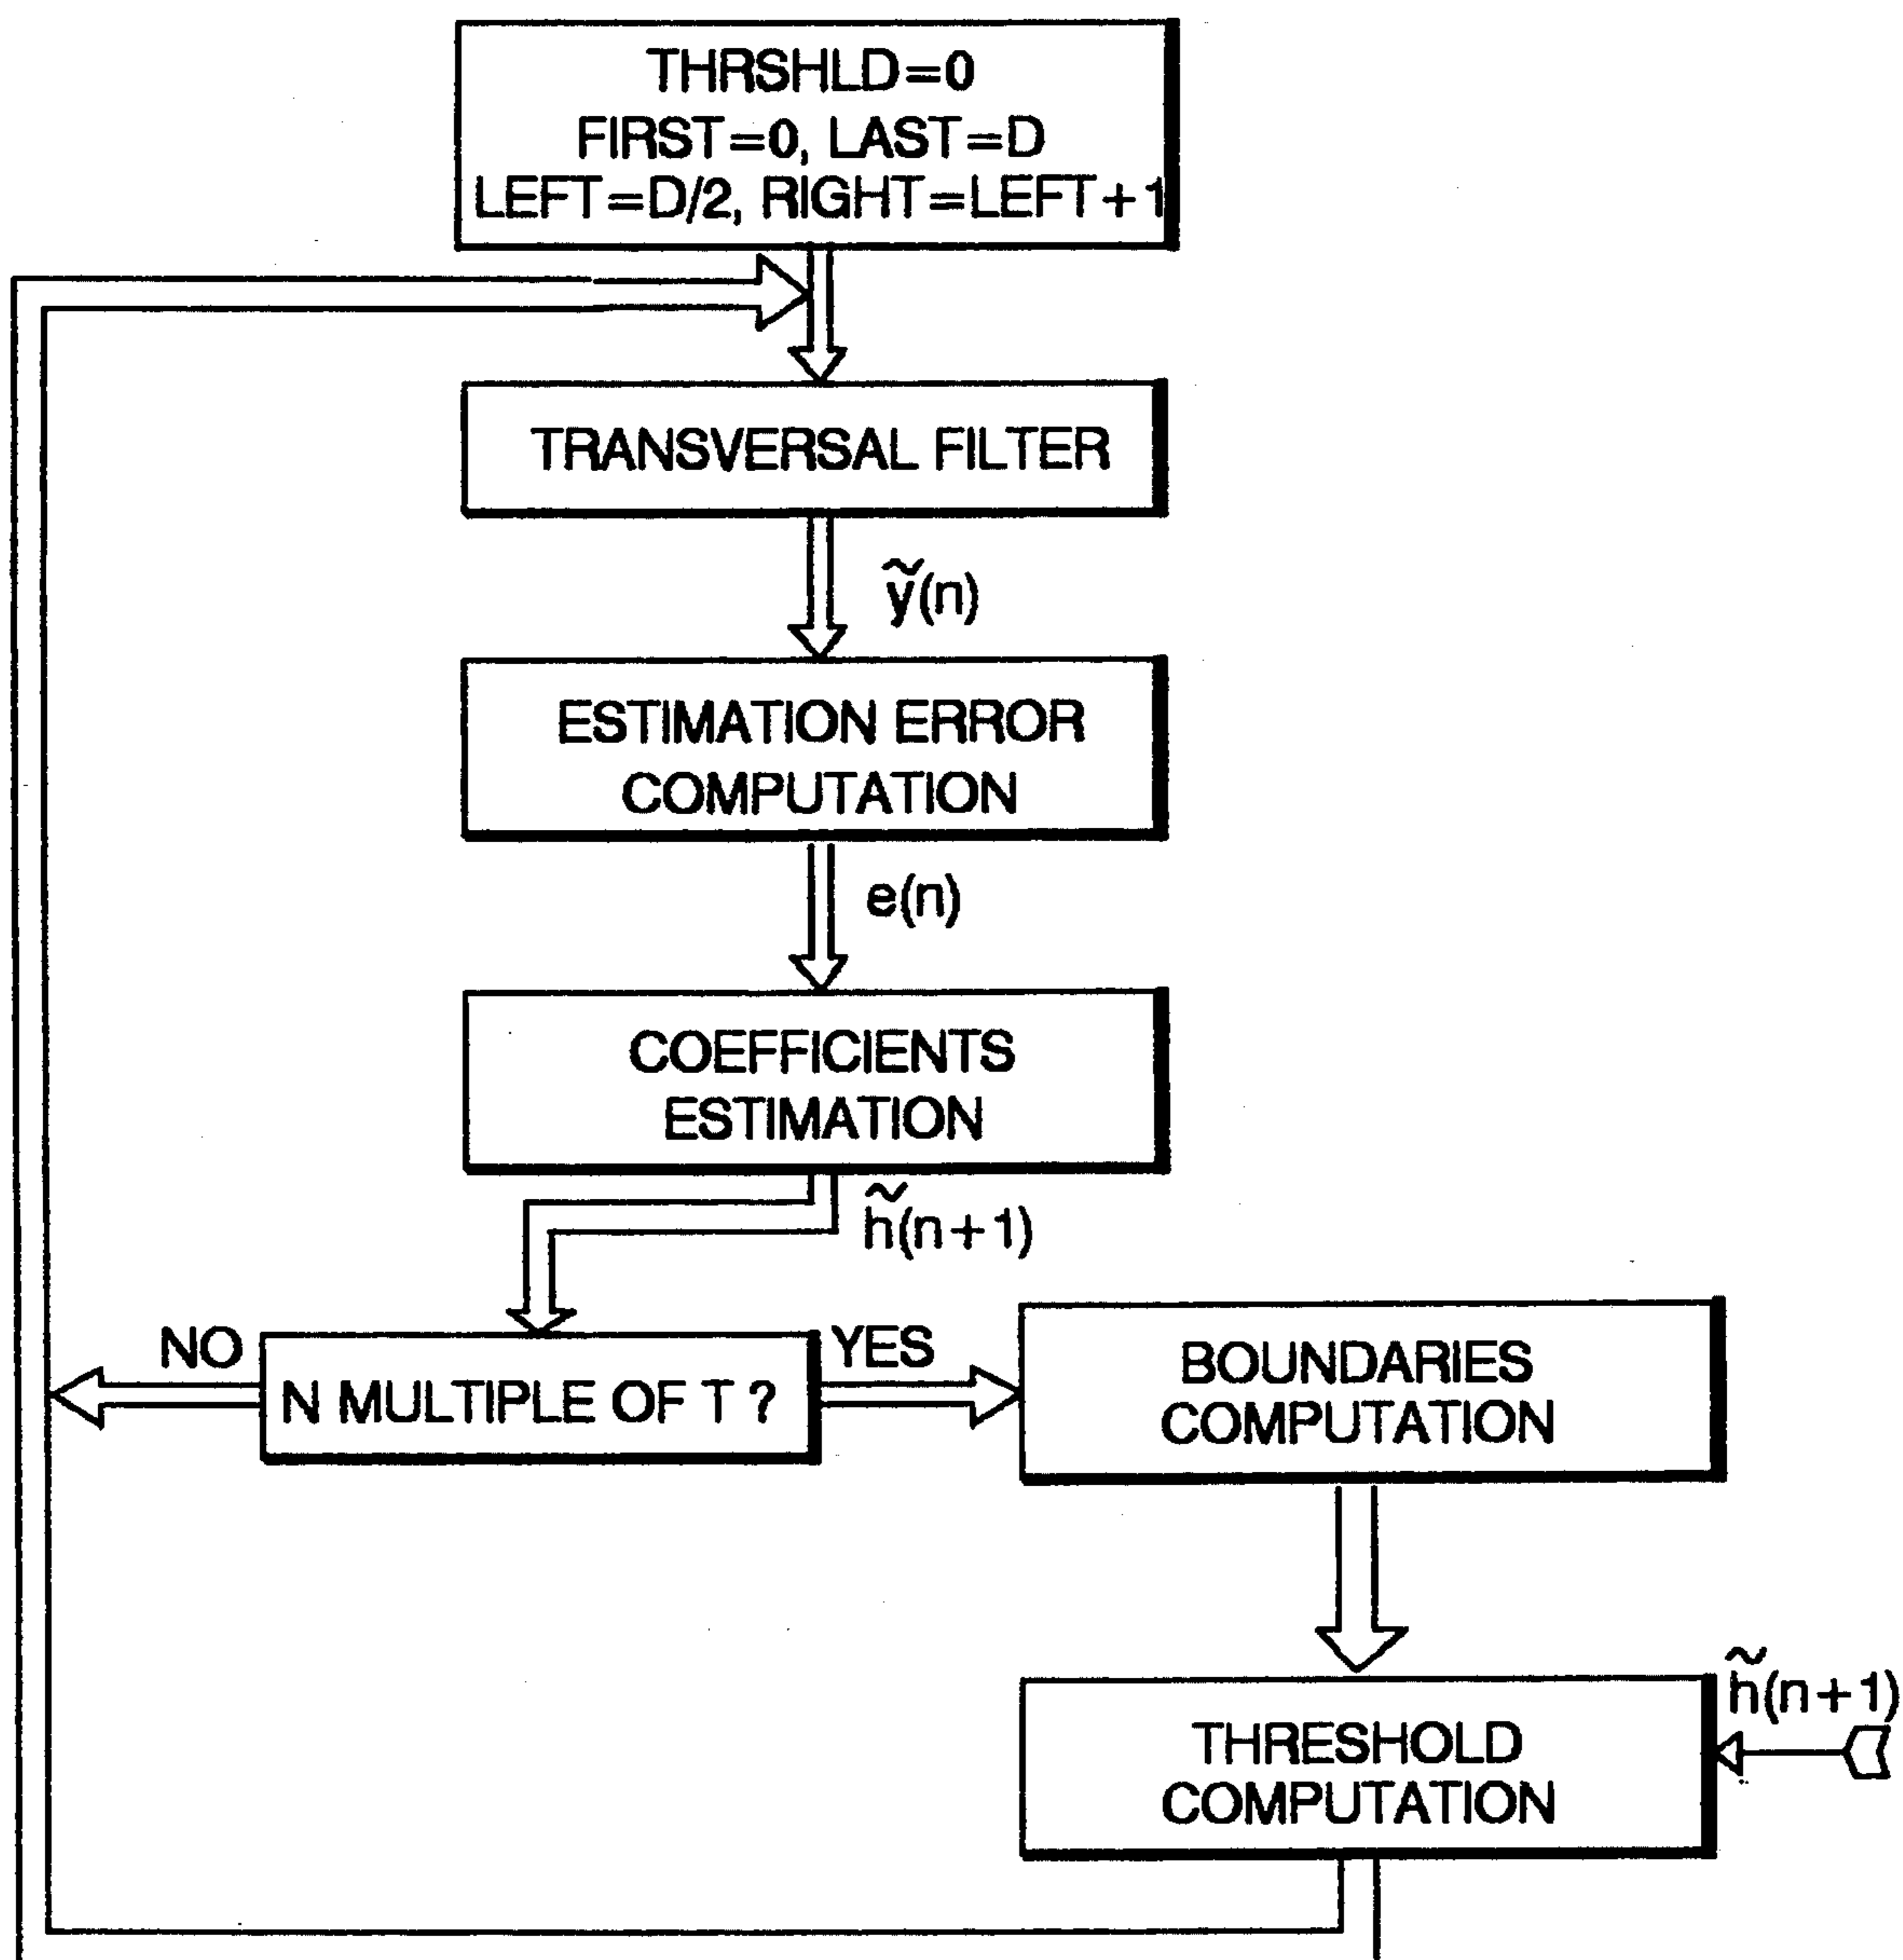 THRSHLD=0
FIRST=0, LAST=D
LEFT=D/2, RIGHT=LEFT+1
TRANSVERSAL FILTER
ỹ(n)
ESTIMATION ERROR
COMPUTATION
e(n)
COEFFICIENTS
ESTIMATION
h̃(n+1)
NO
N MULTIPLE OF T ?
YES
BOUNDARIES
COMPUTATION
h̃(n+1)
THRESHOLD
COMPUTATION